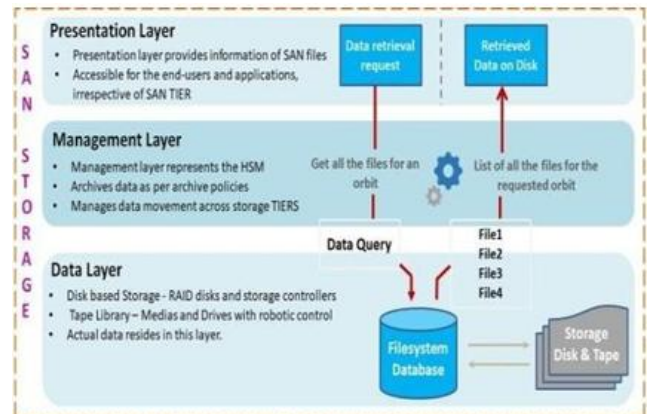 SAN STORAGE
Presentation Layer
• Presentation layer provides information of SAN files
• Accessible for the end-users and applications,
irrespective of SAN TIER
Data retrieval
request
Retrieved
Data on Disk
Management Layer
• Management layer represents the HSM
• Archives data as per archive policies
• Manages data movement across storage TIERS
Get all the files for an
orbit
List of all the files for the
requested orbit
Data Query
File1
File2
File3
File4
Data Layer
• Disk based Storage - RAID disks and storage controllers
• Tape Library – Medias and Drives with robotic control
• Actual data resides in this layer.
Filesystem
Database
Storage
Disk & Tape